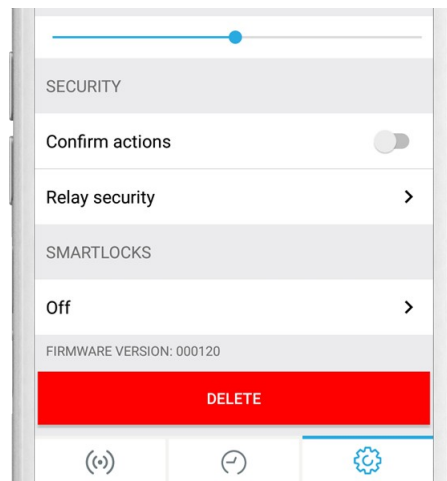 SECURITY
Confirm actions
Relay security
SMARTLOCKS
Off
FIRMWARE VERSION: 000120
DELETE